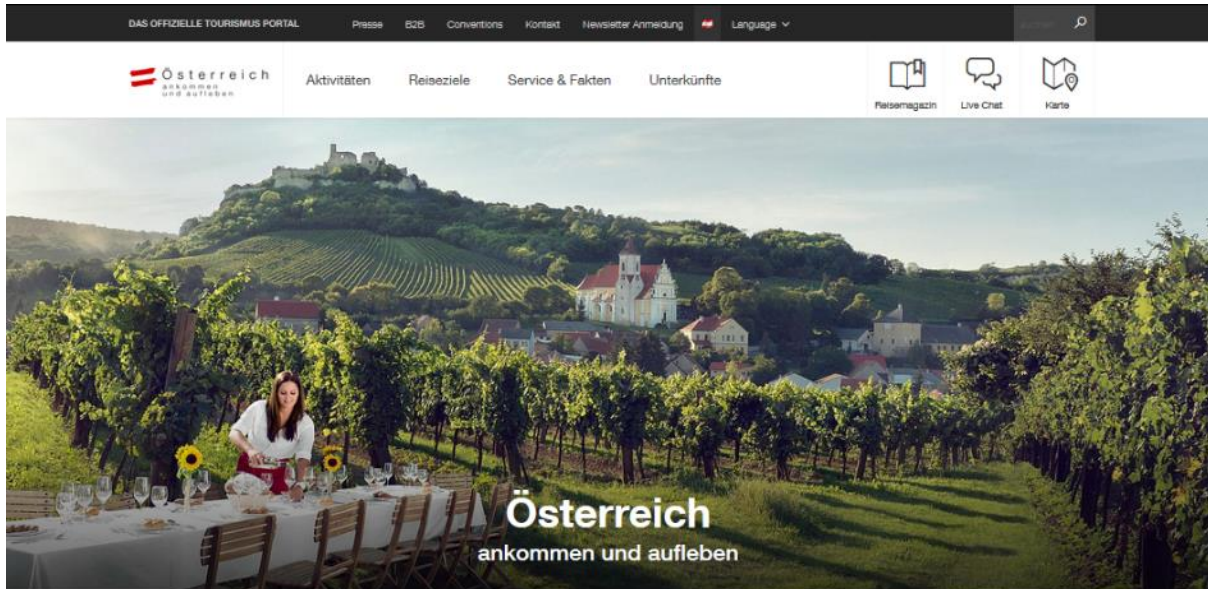 DAS OFFIZIELLE TOURISMUS PORTAL Presse B2B Conventions Kontakt Newsletter Anmeldung Language
Österreich
ankommen
und aufleben
Aktivitäten Reiseziele Service & Fakten Unterkünfte
Reisemagazin Live Chat Karte
Österreich
ankommen und aufleben